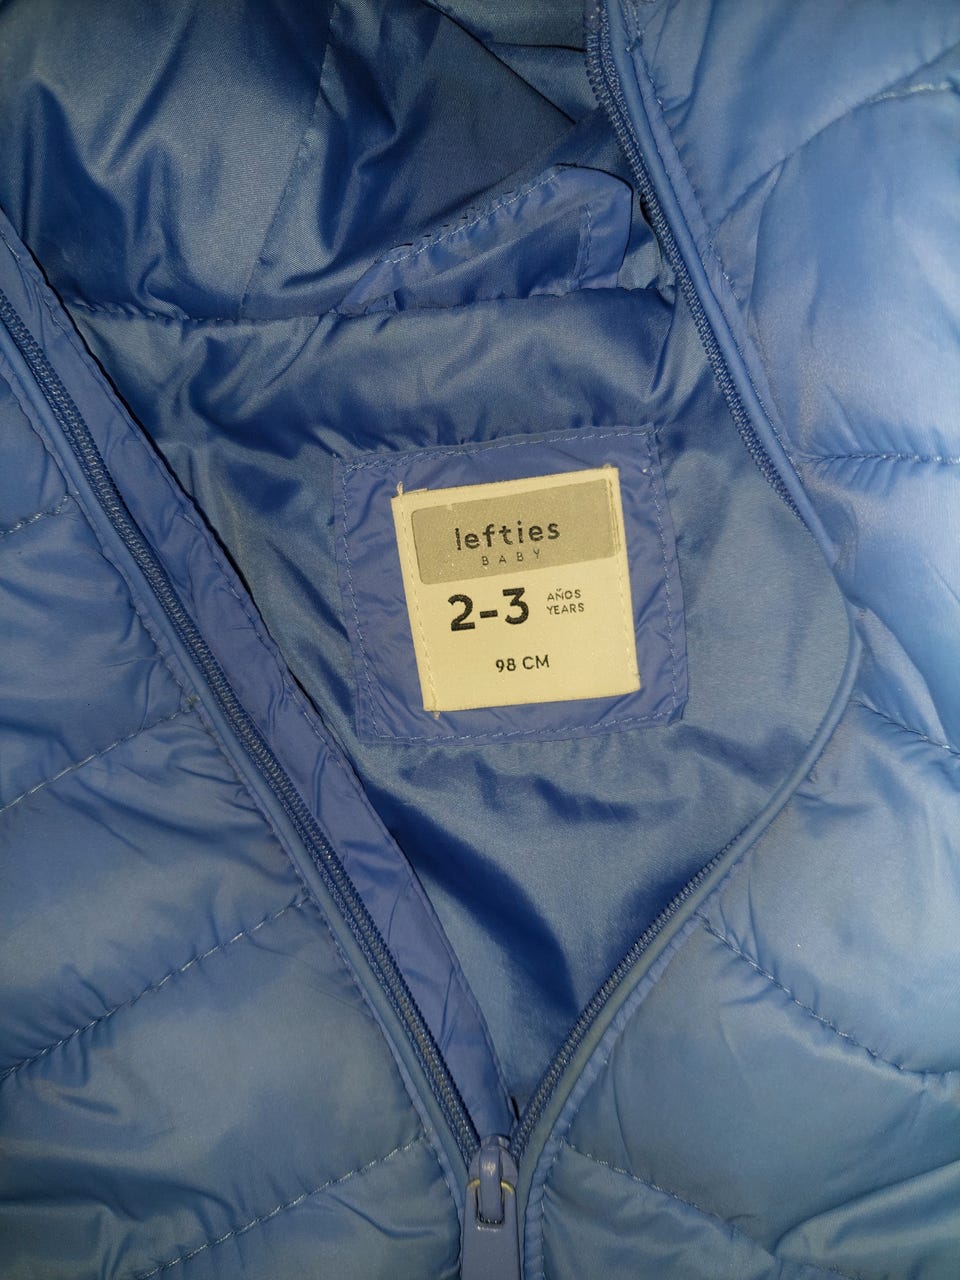 lefties
BABY
2-3 AÑOS
YEARS
98 CM